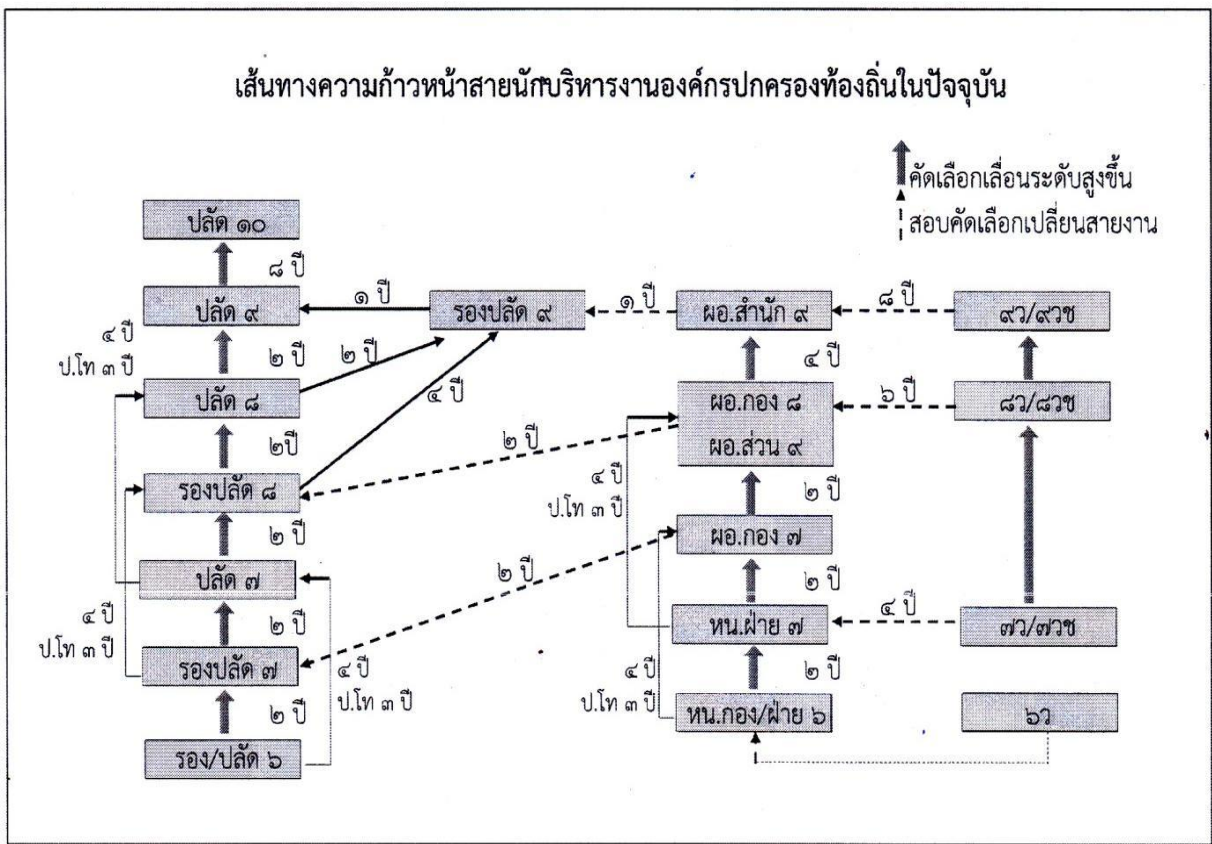 เส้นทางความก้าวหน้าสายนักบริหารงานองค์กรปกครองท้องถิ่นในปัจจุบัน
คัดเลือกเลื่อนระดับสูงขึ้น
สอบคัดเลือกเปลี่ยนสายงาน
ปลัด ๑๐
๘ ปี
ปลัด ๙
๑ ปี
รองปลัด ๙
๑ ปี
ผอ.สำนัก ๙
๘ ปี
๙ว/๙วช
๔ ปี
ป.โท ๓ ปี
๒ ปี
๒ ปี
๔ ปี
๔ ปี
ปลัด ๘
ผอ.กอง ๘
ผอ.ส่วน ๙
๖ ปี
๘ว/๘วช
๒ปี
๒ ปี
รองปลัด ๘
๔ ปี
ป.โท ๓ ปี
๒ ปี
๒ ปี
ผอ.กอง ๗
ปลัด ๗
๒ ปี
๒ ปี
๔ ปี
ป.โท ๓ ปี
๒ ปี
หน.ฝ่าย ๗
๔ ปี
๗ว/๗วช
รองปลัด ๗
๔ ปี
ป.โท ๓ ปี
๔ ปี
ป.โท ๓ ปี
๒ ปี
๒ ปี
หน.กอง/ฝ่าย ๖
๖ว
รอง/ปลัด ๖